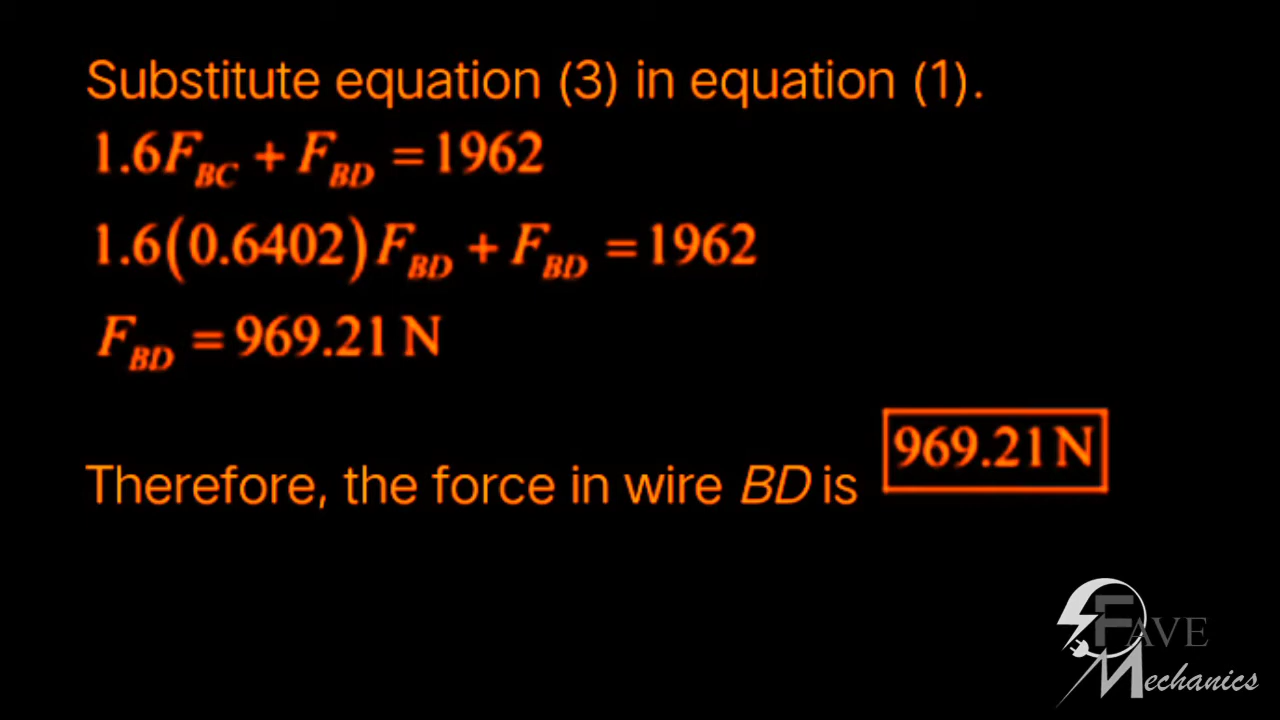 Substitute equation (3) in equation (1).
1.6F_BC + F_BD = 1962
1.6(0.6402)F_BD + F_BD = 1962
F_BD = 969.21 N
Therefore, the force in wire BD is 969.21 N
FAVE
Mechanics